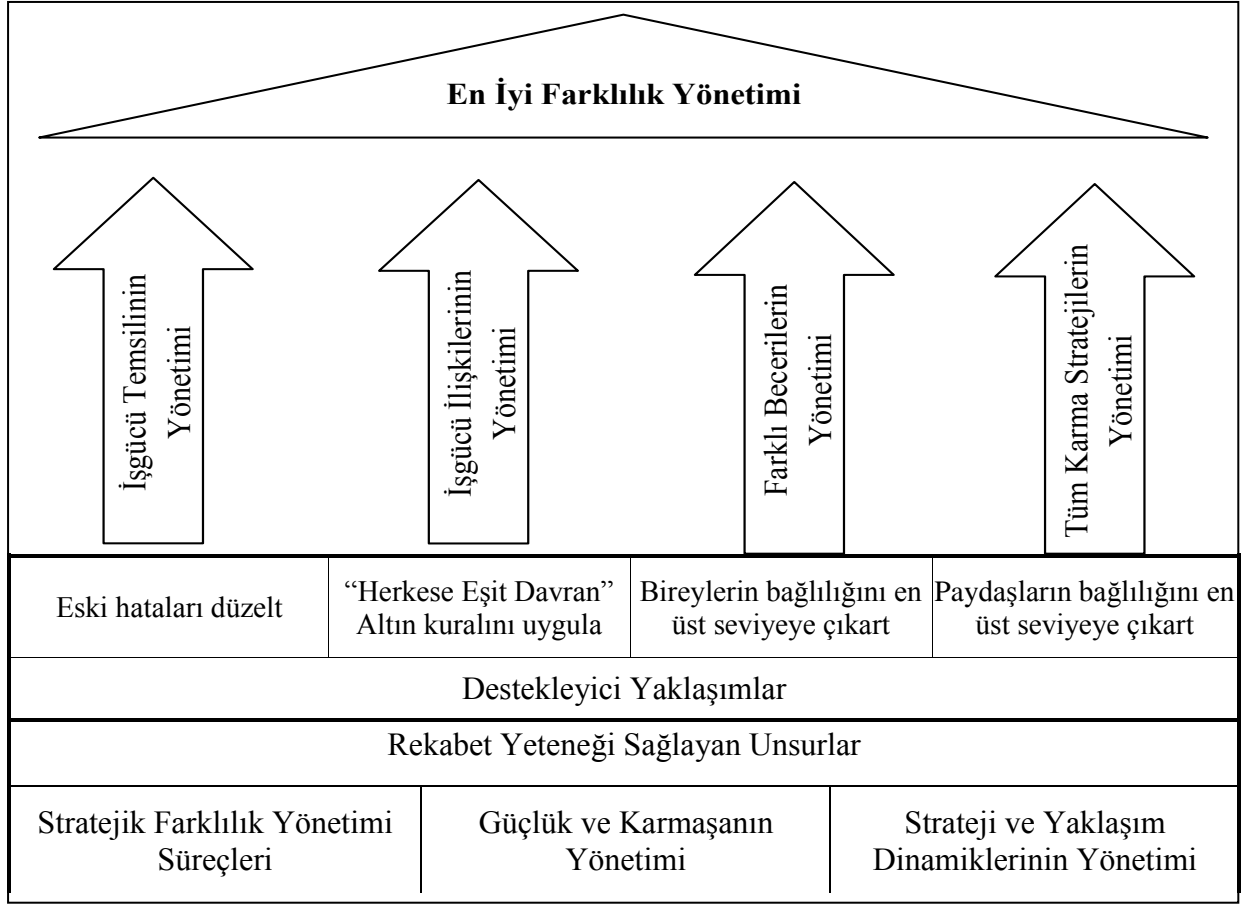 En İyi Farklılık Yönetimi
İşgücü Temsilinin
Yönetimi
İşgücü İlişkilerinin
Yönetimi
Farklı Becerilerin
Yönetimi
Tüm Karma Stratejilerin
Yönetimi
Eski hataları düzelt
“Herkese Eşit Davran”
Altın kuralını uygula
Bireylerin bağlılığını en
üst seviyeye çıkart
Paydaşların bağlılığını en
üst seviyeye çıkart
Destekleyici Yaklaşımlar
Rekabet Yeteneği Sağlayan Unsurlar
Stratejik Farklılık Yönetimi
Süreçleri
Güçlük ve Karmaşanın
Yönetimi
Strateji ve Yaklaşım
Dinamiklerinin Yönetimi